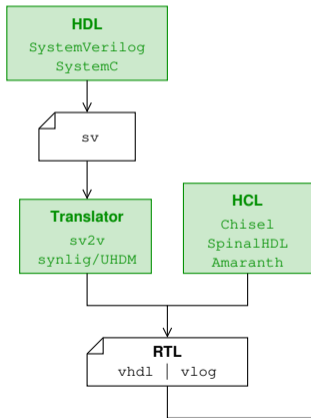 HDL
SystemVerilog
SystemC
sv
Translator
sv2v
synlig/UHDM
HCL
Chisel
SpinalHDL
Amaranth
RTL
vhdl | vlog